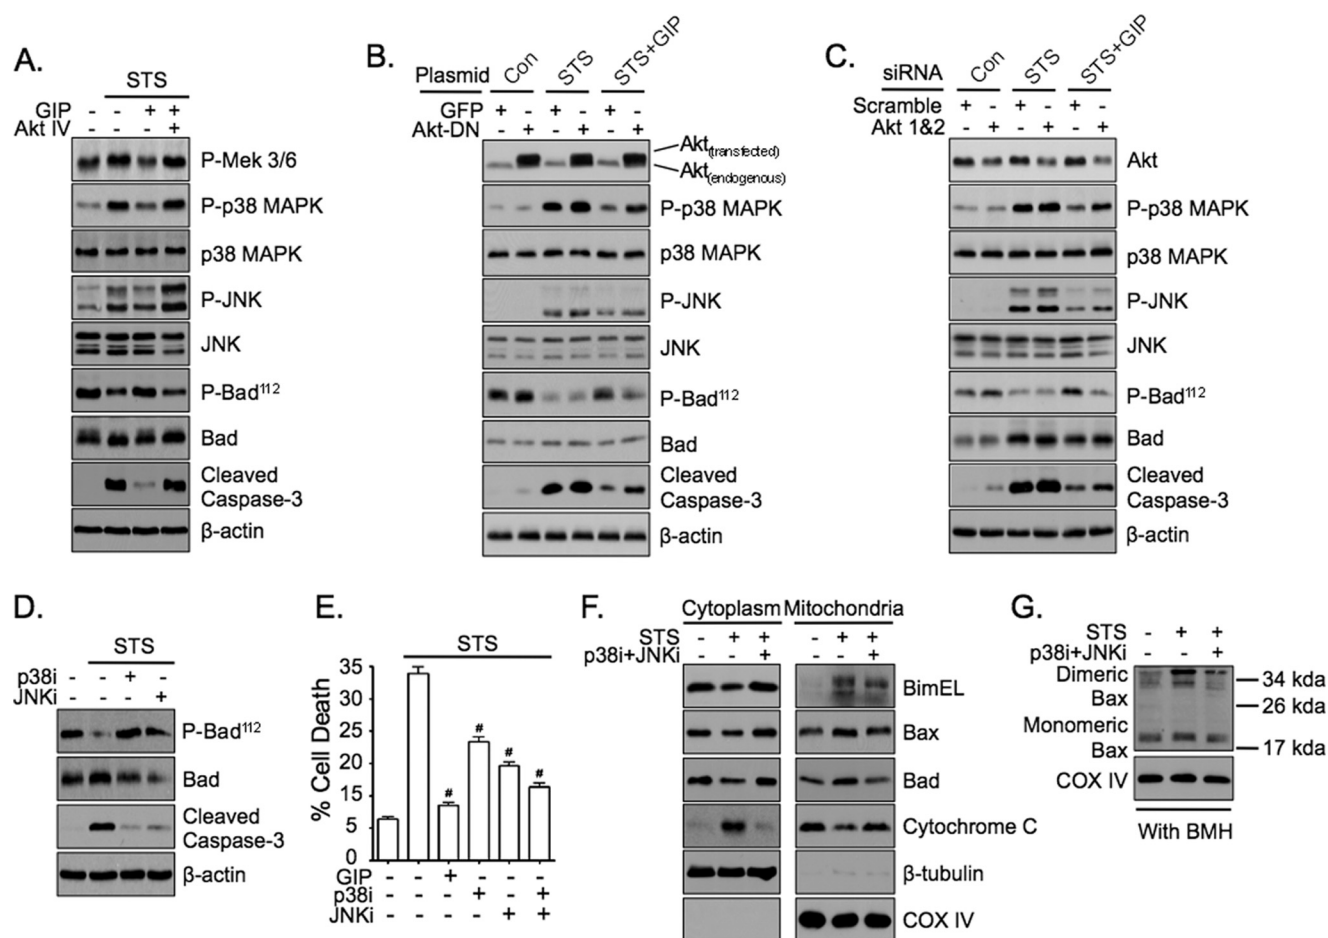 A.
STS
GIP - - + +
Akt IV - - - +
P-Mek 3/6
P-p38 MAPK
p38 MAPK
P-JNK
JNK
P-Bad112
Bad
Cleaved
Caspase-3
β-actin
B.
Plasmid Con STS STS+GIP
GFP + - + - + -
Akt-DN - + - + - +
Akt(transfected)
Akt(endogenous)
P-p38 MAPK
p38 MAPK
P-JNK
JNK
P-Bad112
Bad
Cleaved
Caspase-3
β-actin
C.
siRNA Con STS STS+GIP
Scramble + - + - + -
Akt 1&2 - + - + - +
Akt
P-p38 MAPK
p38 MAPK
P-JNK
JNK
P-Bad112
Bad
Cleaved
Caspase-3
β-actin
D.
STS
p38i - - + -
JNKi - - - +
P-Bad112
Bad
Cleaved
Caspase-3
β-actin
E.
STS
% Cell Death
35
30
25
20
15
10
5
0
# # # #
GIP - - + - - -
p38i - - - + - +
JNKi - - - - + +
F.
Cytoplasm Mitochondria
STS - + + - + +
p38i+JNKi - - + - - +
BimEL
Bax
Bad
Cytochrome C
β-tubulin
COX IV
G.
STS - + +
p38i+JNKi - - +
Dimeric
Bax
Monomeric
Bax
34 kda
26 kda
17 kda
COX IV
With BMH